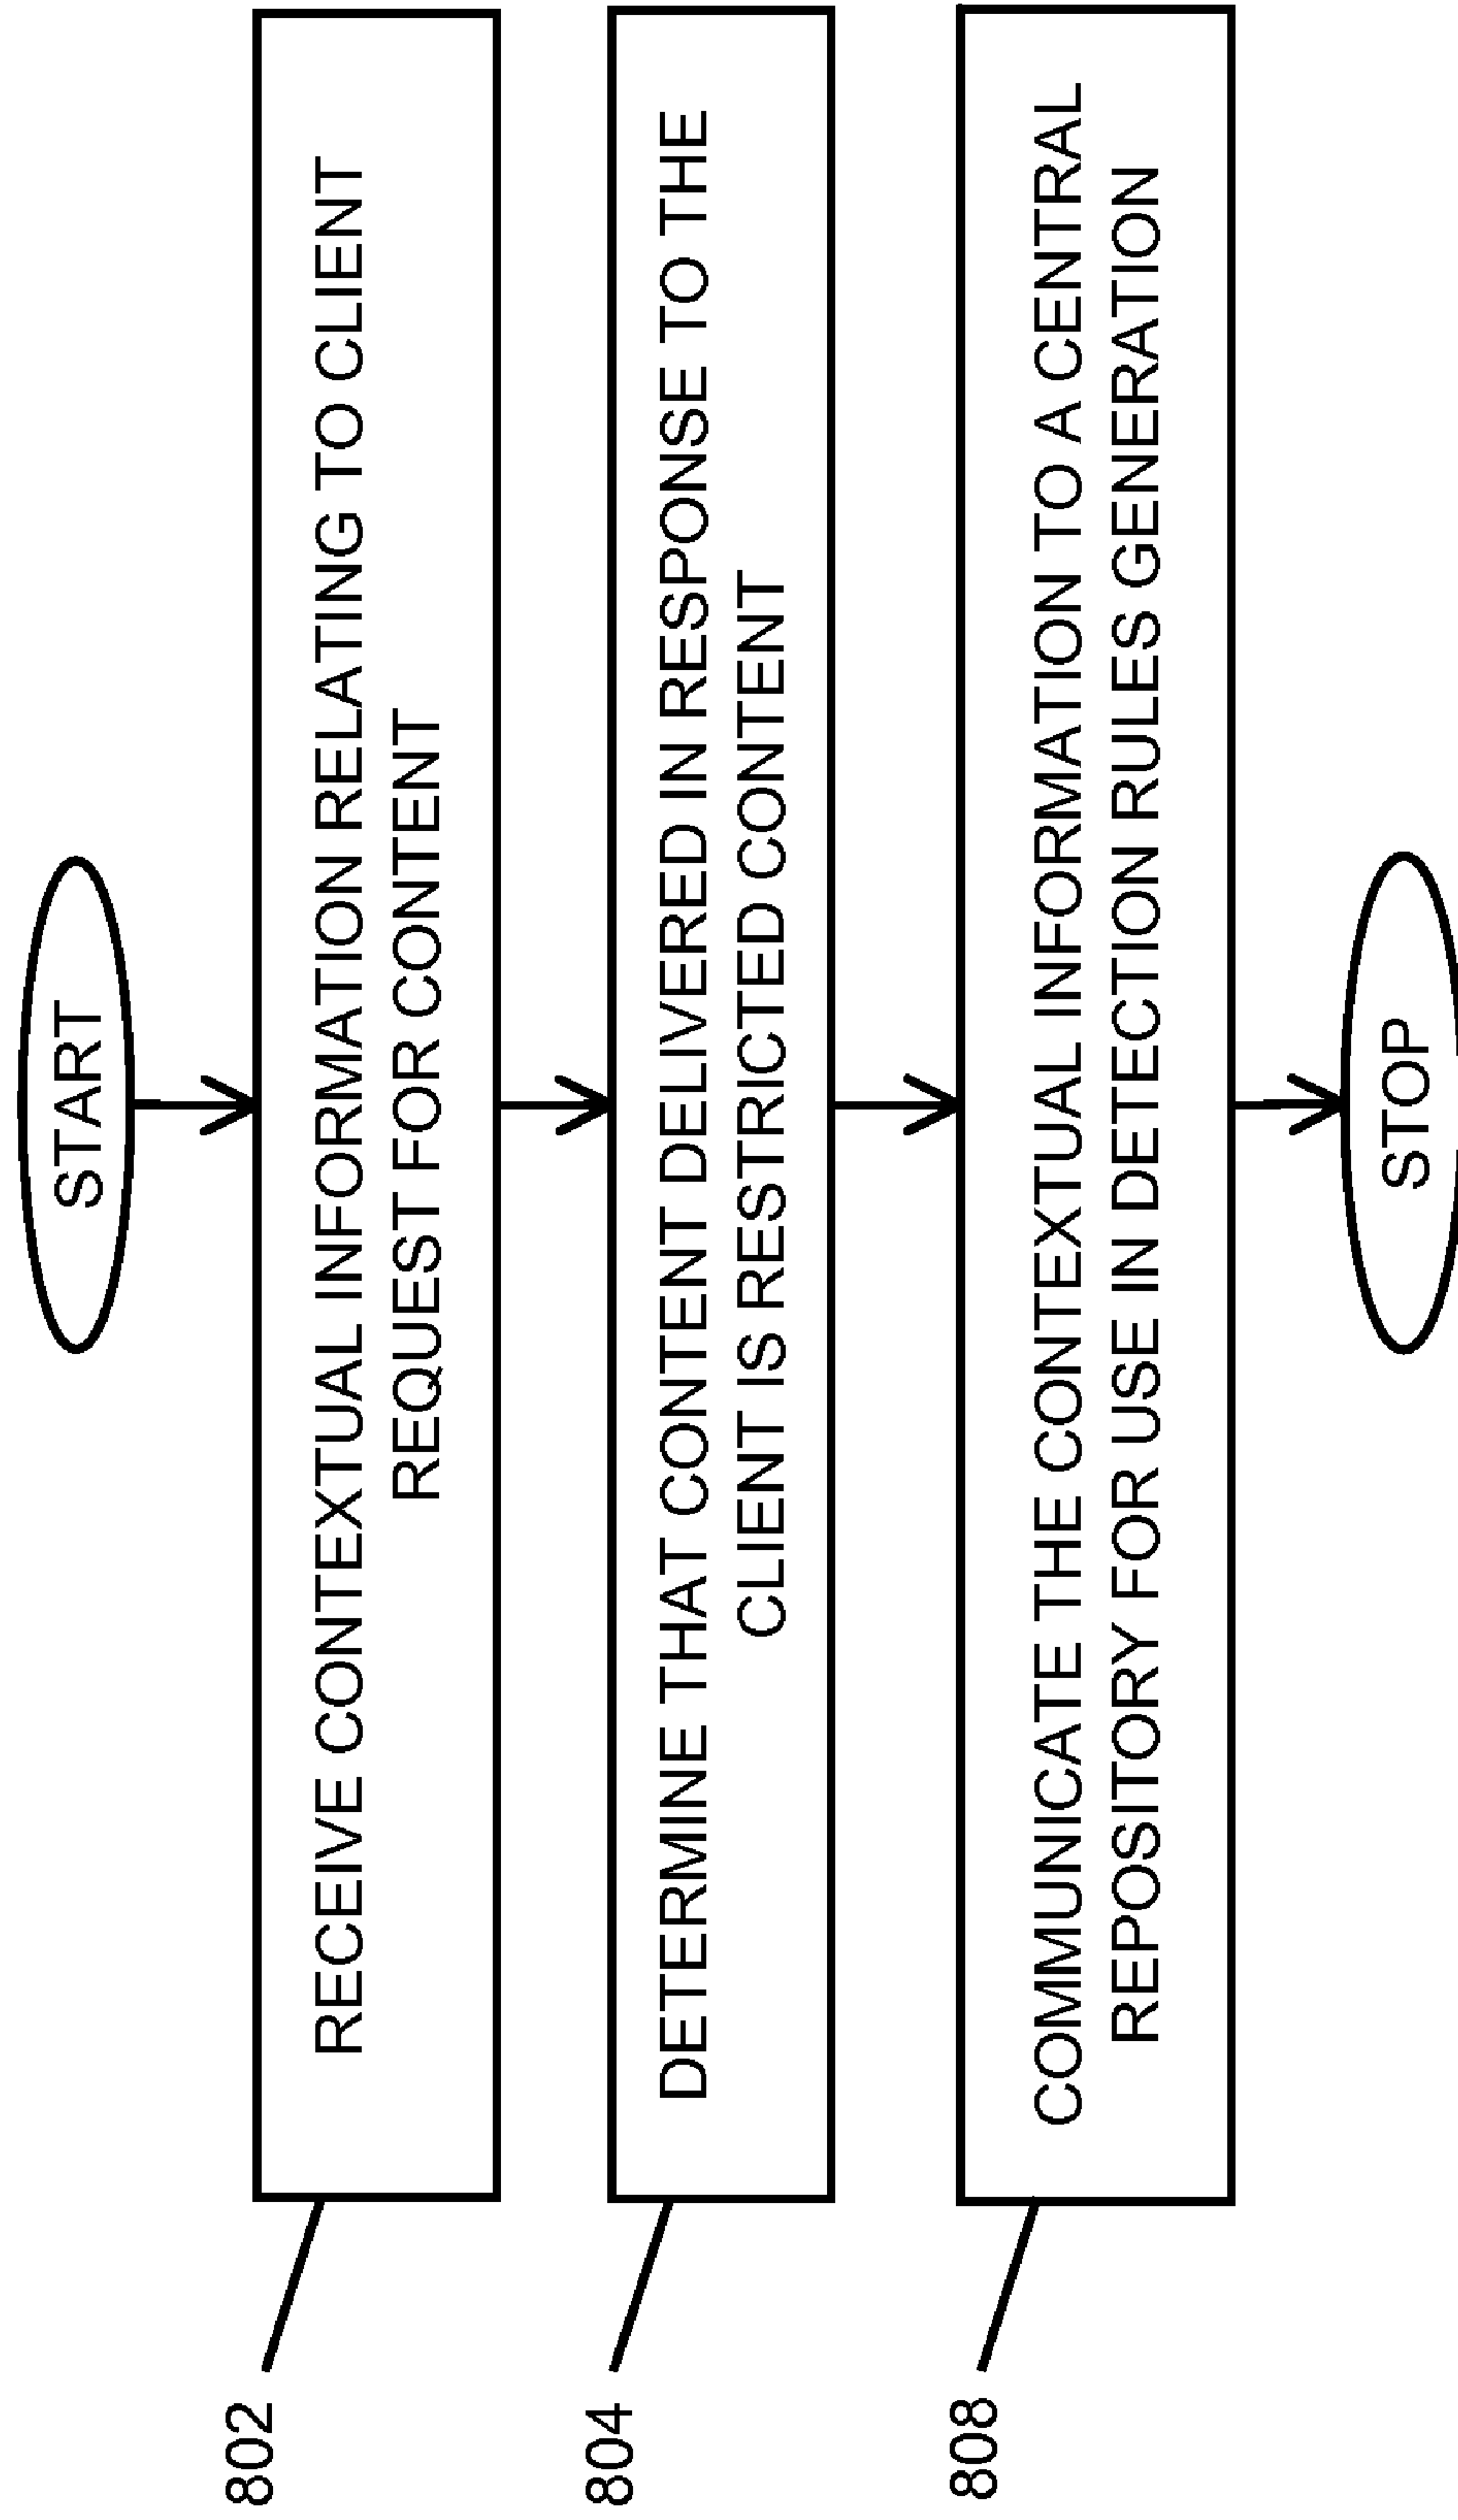 START
802
RECEIVE CONTEXTUAL INFORMATION RELATING TO CLIENT
REQUEST FOR CONTENT
804
DETERMINE THAT CONTENT DELIVERED IN RESPONSE TO THE
CLIENT IS RESTRICTED CONTENT
808
COMMUNICATE THE CONTEXTUAL INFORMATION TO A CENTRAL
REPOSITORY FOR USE IN DETECTION RULES GENERATION
STOP